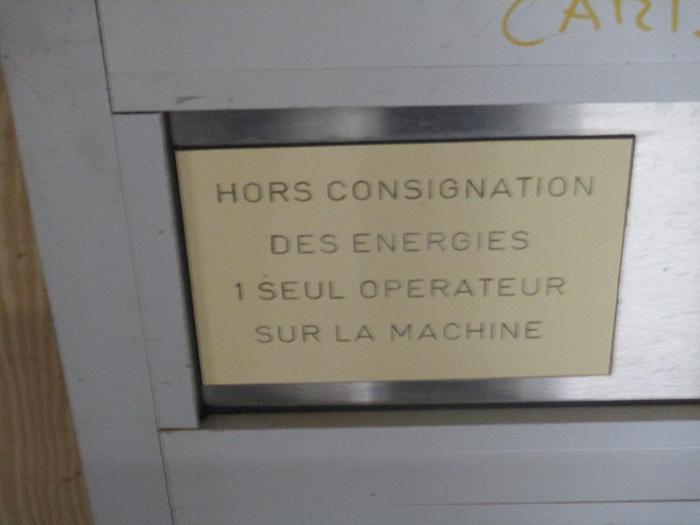 HORS CONSIGNATION
DES ENERGIES
1 SEUL OPERATEUR
SUR LA MACHINE